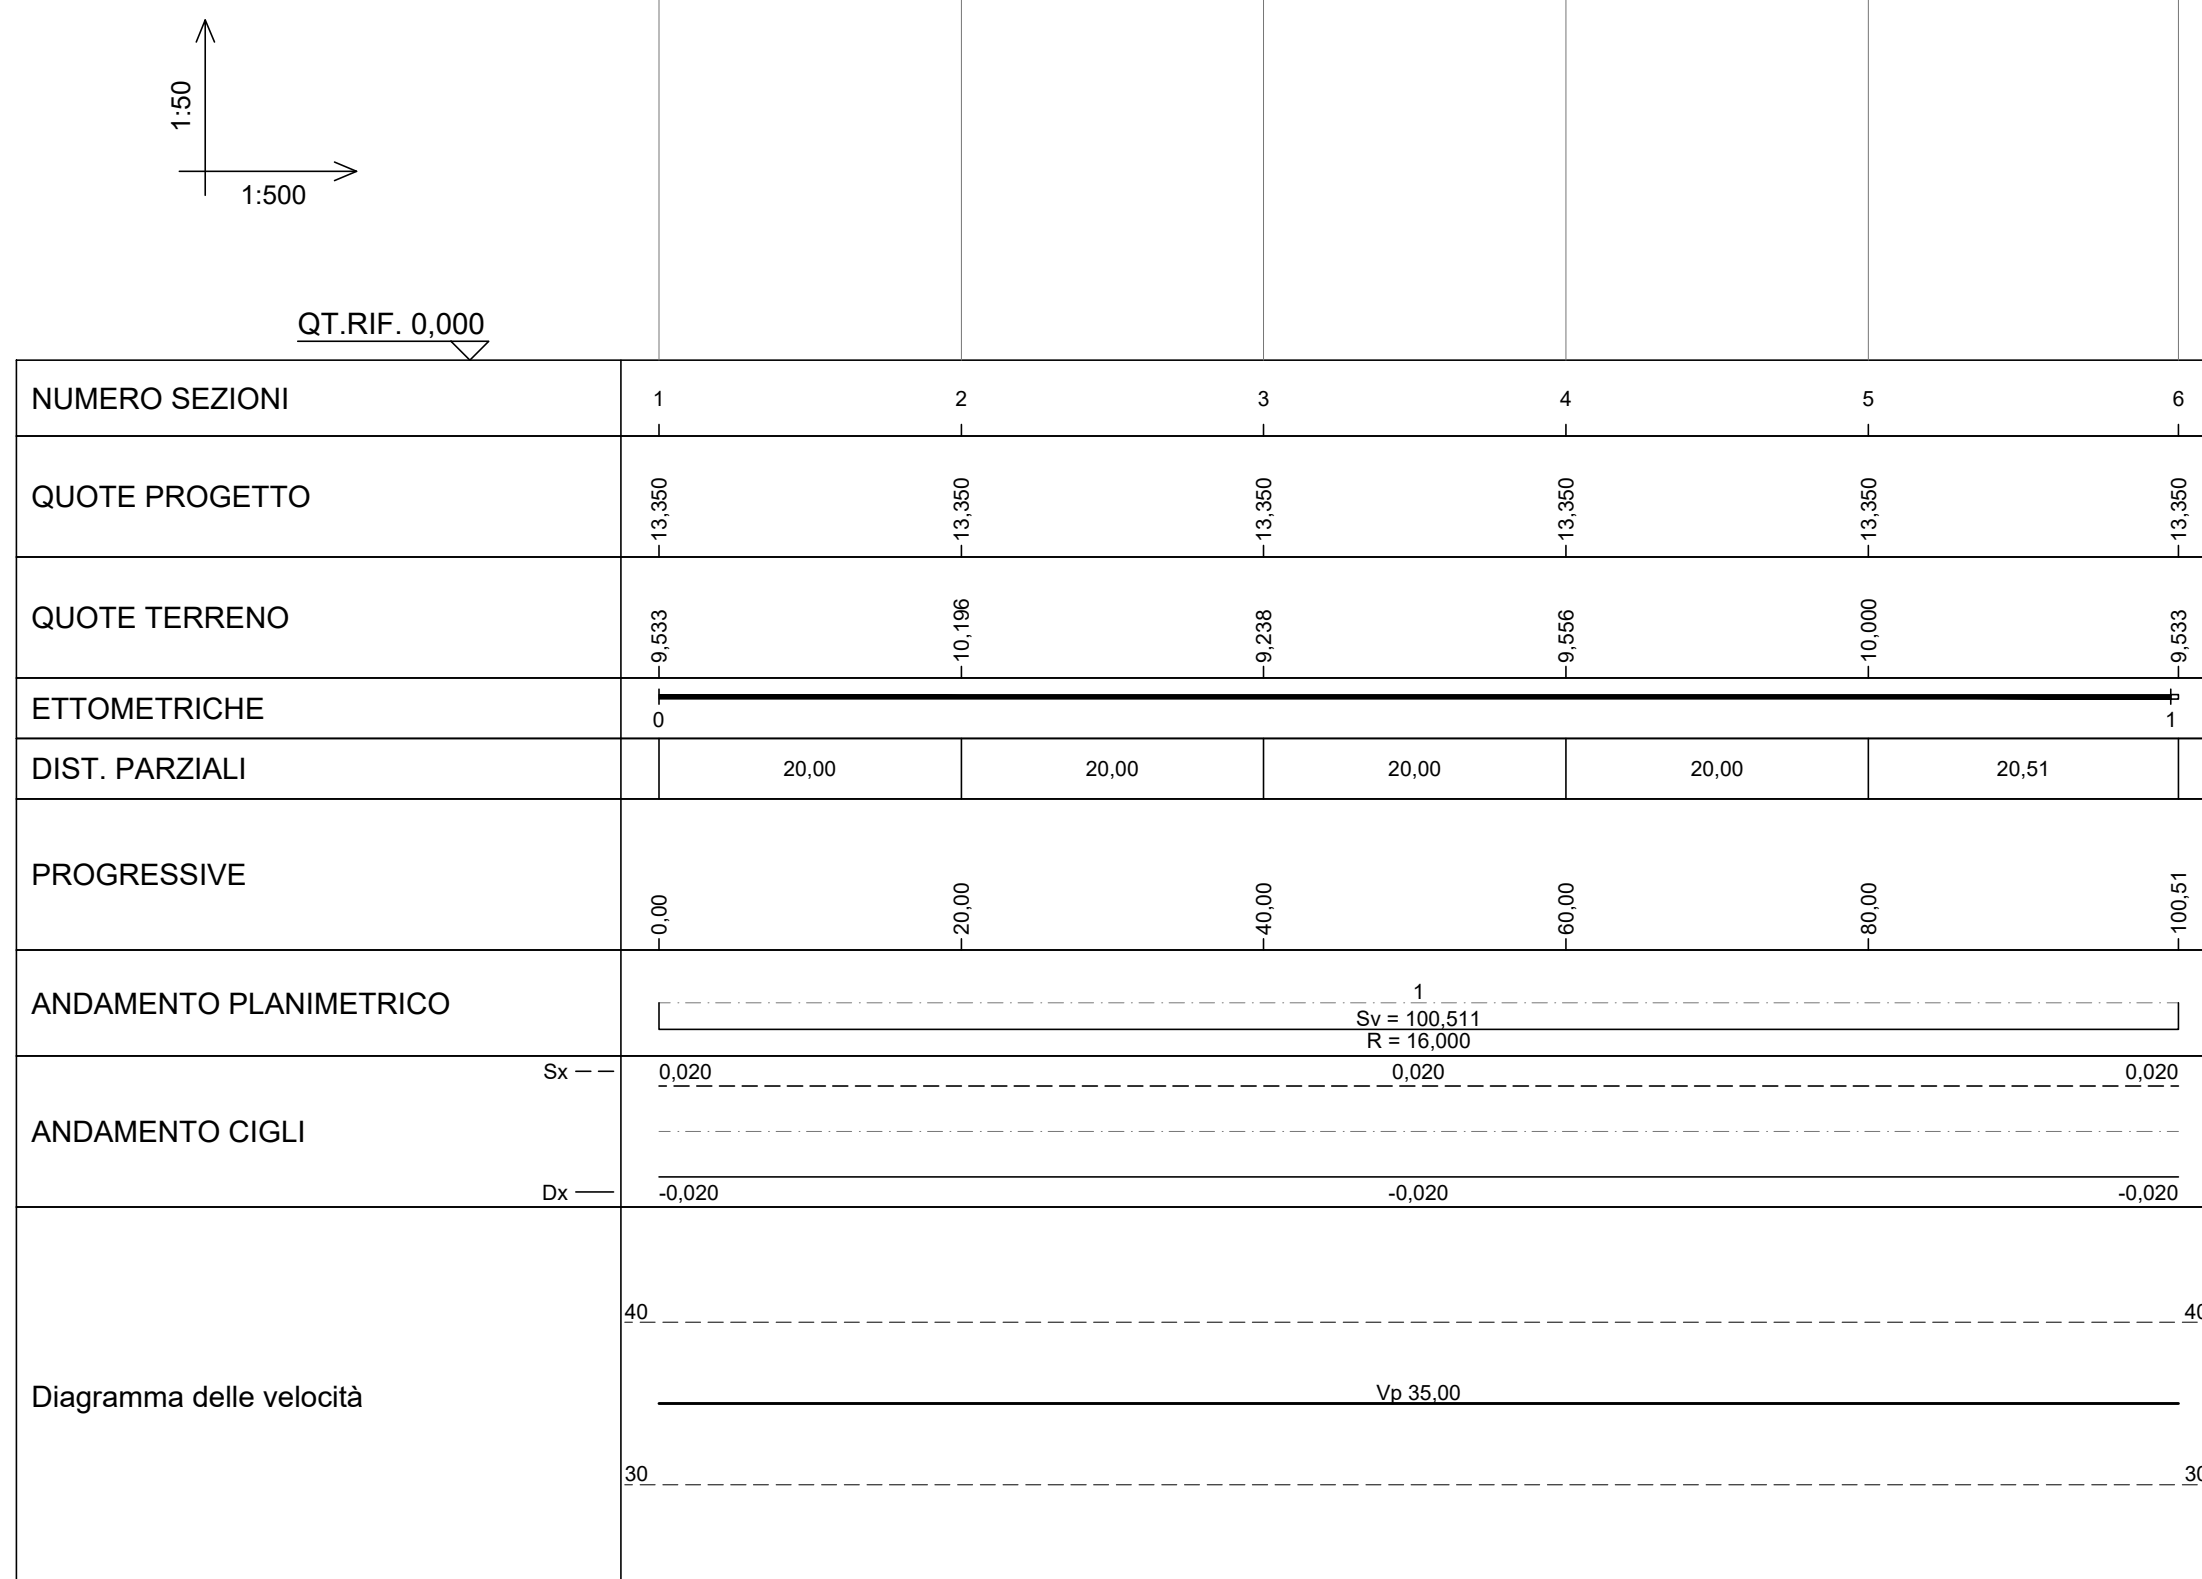 1:50
1:500
QT.RIF. 0,000
NUMERO SEZIONI 1 2 3 4 5 6
QUOTE PROGETTO 13,350 13,350 13,350 13,350 13,350 13,350
QUOTE TERRENO 9,533 10,196 9,238 9,556 10,000 9,533
ETTOMETRICHE 0 1
DIST. PARZIALI 20,00 20,00 20,00 20,00 20,51
PROGRESSIVE 0,00 20,00 40,00 60,00 80,00 100,51
ANDAMENTO PLANIMETRICO 1
Sv = 100,511
R = 16,000
Sx 0,020 0,020 0,020
ANDAMENTO CIGLI
Dx -0,020 -0,020 -0,020
40 40
Diagramma delle velocità Vp 35,00
30 30